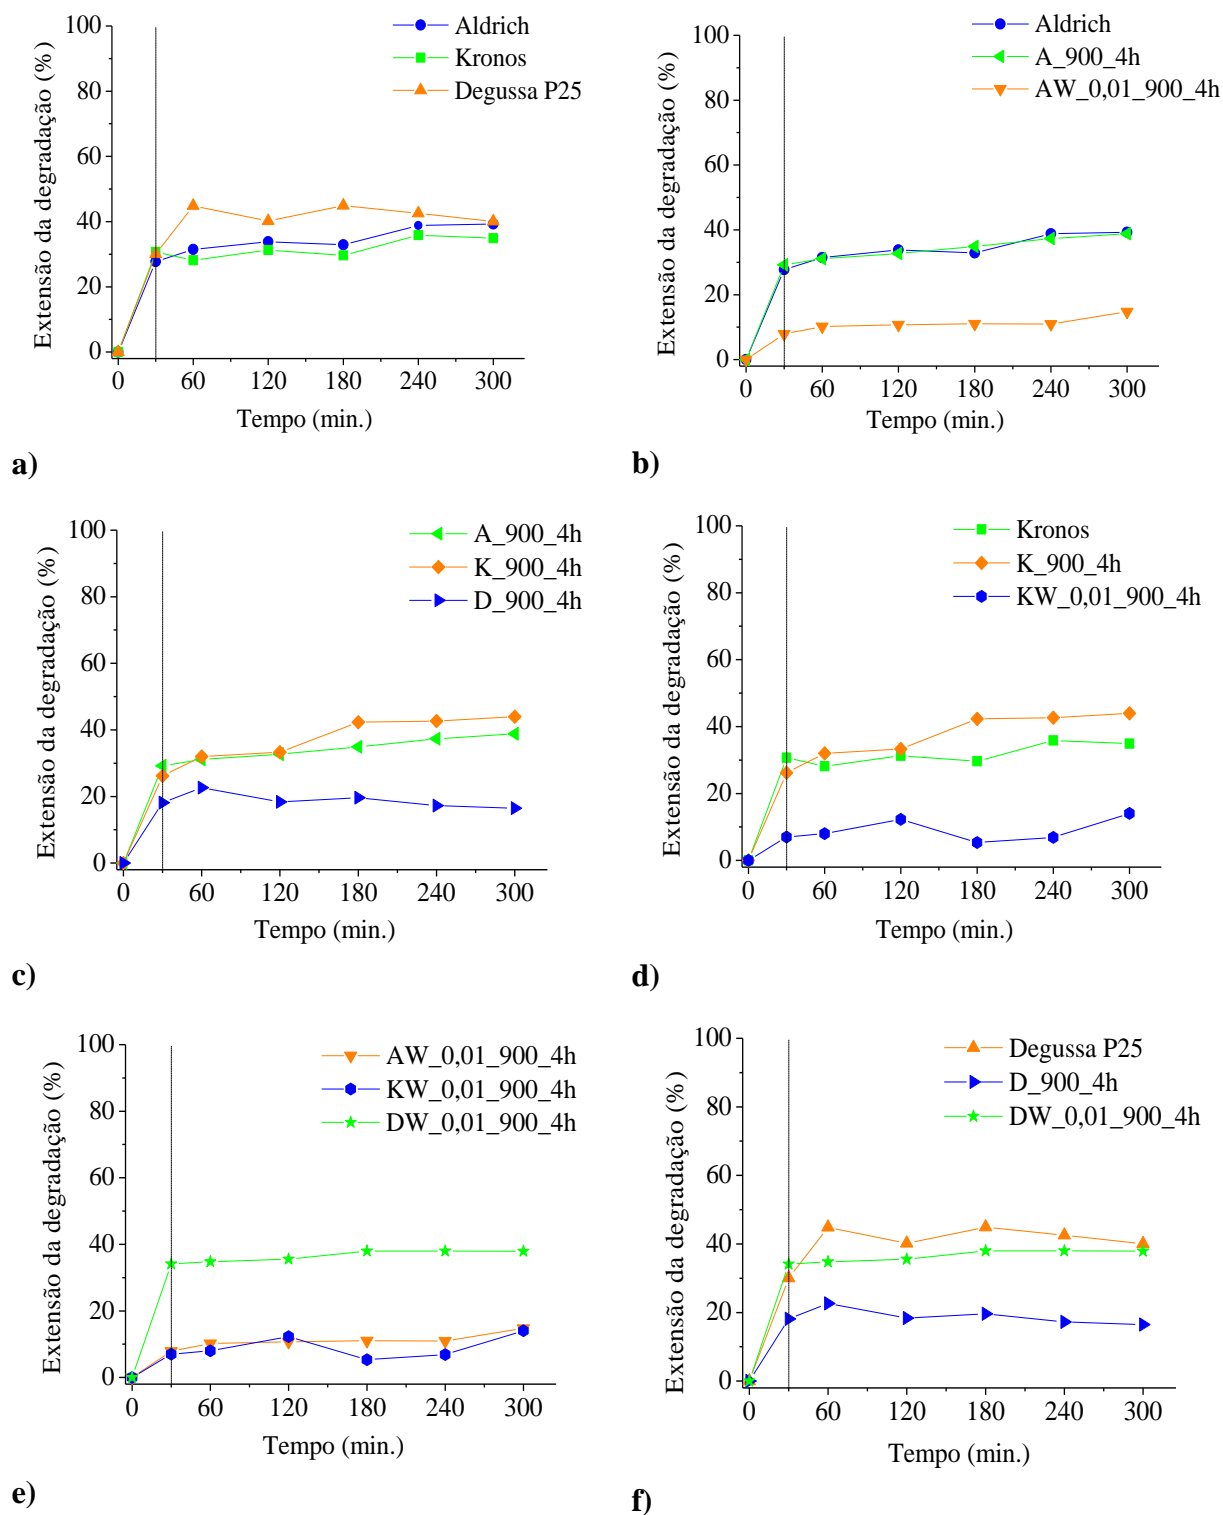 Aldrich
Kronos
Degussa P25
Extensão da degradação (%)
100
80
60
40
20
0
0 60 120 180 240 300
Tempo (min.)
a)
Aldrich
A_900_4h
AW_0,01_900_4h
Extensão da degradação (%)
100
80
60
40
20
0
0 60 120 180 240 300
Tempo (min.)
b)
A_900_4h
K_900_4h
D_900_4h
Extensão da degradação (%)
100
80
60
40
20
0
0 60 120 180 240 300
Tempo (min.)
c)
Kronos
K_900_4h
KW_0,01_900_4h
Extensão da degradação (%)
100
80
60
40
20
0
0 60 120 180 240 300
Tempo (min.)
d)
AW_0,01_900_4h
KW_0,01_900_4h
DW_0,01_900_4h
Extensão da degradação (%)
100
80
60
40
20
0
0 60 120 180 240 300
Tempo (min.)
e)
Degussa P25
D_900_4h
DW_0,01_900_4h
Extensão da degradação (%)
100
80
60
40
20
0
0 60 120 180 240 300
Tempo (min.)
f)